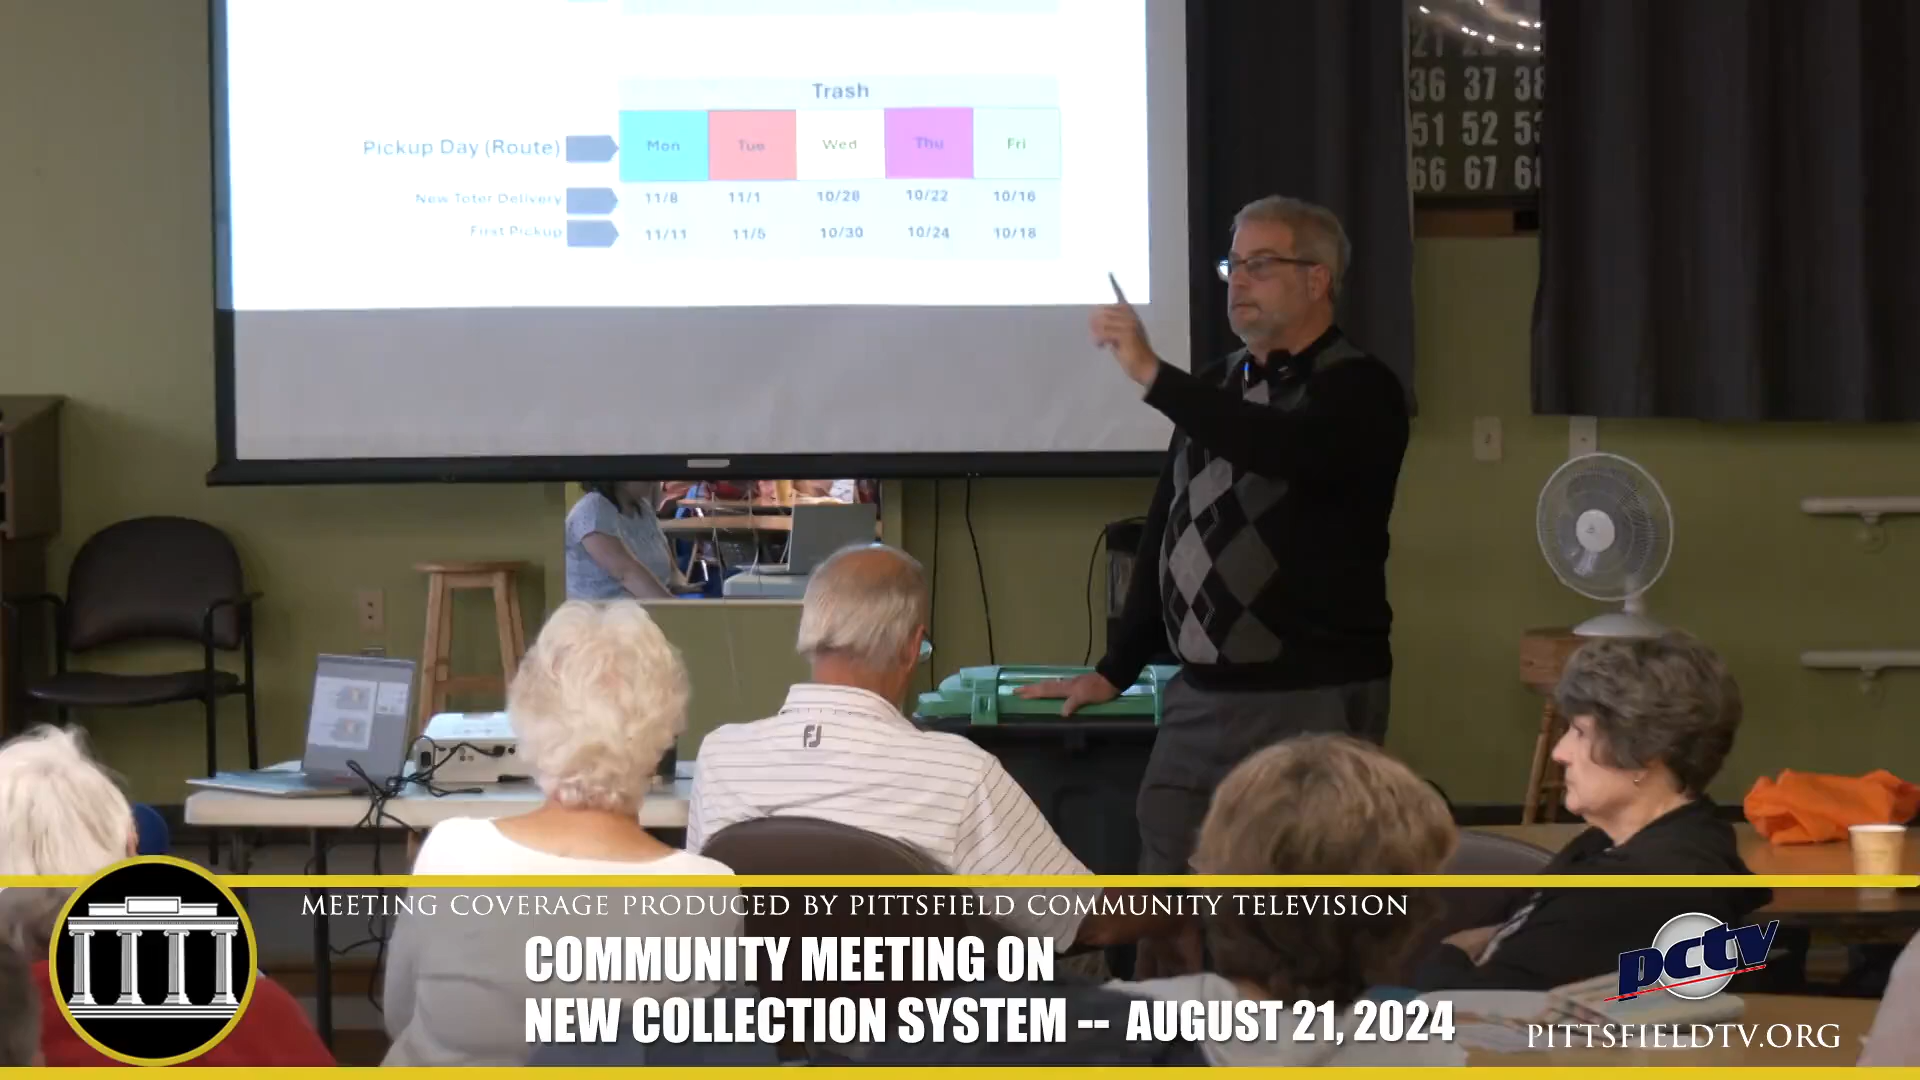 Trash
Pickup Day (Route) Mon Tue Wed Thu Fri
New Toter Delivery 11/8 11/1 10/28 10/22 10/16
First Pickup 11/11 11/5 10/30 10/24 10/18
21
36 37 38
51 52 53
66 67 68
FJ
MEETING COVERAGE PRODUCED BY PITTSFIELD COMMUNITY TELEVISION
COMMUNITY MEETING ON
NEW COLLECTION SYSTEM -- AUGUST 21, 2024
pctv
PITTSFIELDTV.ORG